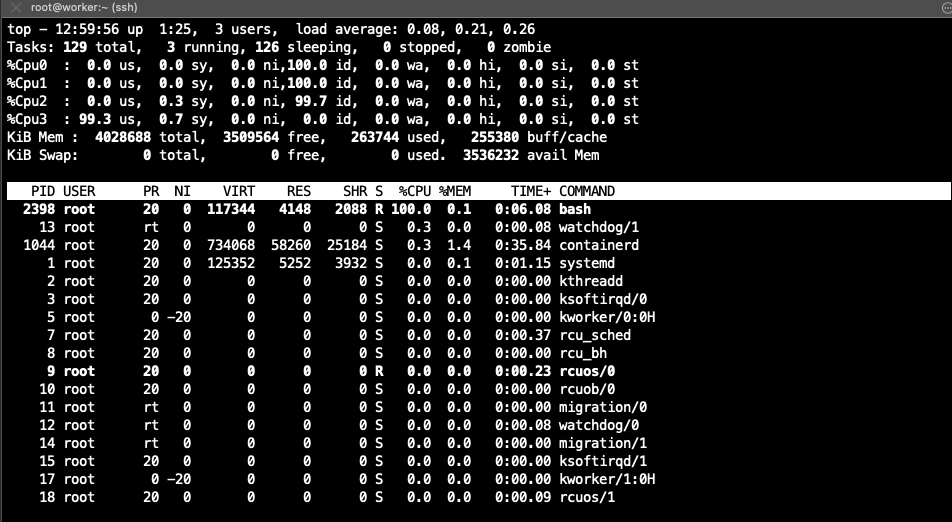 root@worker:~ (ssh)
top - 12:59:56 up  1:25,  3 users,  load average: 0.08, 0.21, 0.26
Tasks: 129 total,   3 running, 126 sleeping,   0 stopped,   0 zombie
%Cpu0  :  0.0 us,  0.0 sy,  0.0 ni,100.0 id,  0.0 wa,  0.0 hi,  0.0 si,  0.0 st
%Cpu1  :  0.0 us,  0.0 sy,  0.0 ni,100.0 id,  0.0 wa,  0.0 hi,  0.0 si,  0.0 st
%Cpu2  :  0.0 us,  0.3 sy,  0.0 ni, 99.7 id,  0.0 wa,  0.0 hi,  0.0 si,  0.0 st
%Cpu3  : 99.3 us,  0.7 sy,  0.0 ni,  0.0 id,  0.0 wa,  0.0 hi,  0.0 si,  0.0 st
KiB Mem :  4028688 total,  3509564 free,   263744 used,   255380 buff/cache
KiB Swap:        0 total,        0 free,        0 used.  3536232 avail Mem
PID USER      PR  NI    VIRT    RES    SHR S  %CPU %MEM     TIME+ COMMAND
2398 root      20   0  117344   4148   2088 R 100.0  0.1   0:06.08 bash
13 root      rt   0       0      0      0 S   0.3  0.0   0:00.08 watchdog/1
1044 root      20   0  734068  58260  25184 S   0.3  1.4   0:35.84 containerd
1 root      20   0  125352   5252   3932 S   0.0  0.1   0:01.15 systemd
2 root      20   0       0      0      0 S   0.0  0.0   0:00.00 kthreadd
3 root      20   0       0      0      0 S   0.0  0.0   0:00.00 ksoftirqd/0
5 root       0 -20       0      0      0 S   0.0  0.0   0:00.00 kworker/0:0H
7 root      20   0       0      0      0 S   0.0  0.0   0:00.37 rcu_sched
8 root      20   0       0      0      0 S   0.0  0.0   0:00.00 rcu_bh
9 root      20   0       0      0      0 R   0.0  0.0   0:00.23 rcuos/0
10 root      20   0       0      0      0 S   0.0  0.0   0:00.00 rcuob/0
11 root      rt   0       0      0      0 S   0.0  0.0   0:00.00 migration/0
12 root      rt   0       0      0      0 S   0.0  0.0   0:00.08 watchdog/0
14 root      rt   0       0      0      0 S   0.0  0.0   0:00.00 migration/1
15 root      20   0       0      0      0 S   0.0  0.0   0:00.00 ksoftirqd/1
17 root       0 -20       0      0      0 S   0.0  0.0   0:00.00 kworker/1:0H
18 root      20   0       0      0      0 S   0.0  0.0   0:00.09 rcuos/1